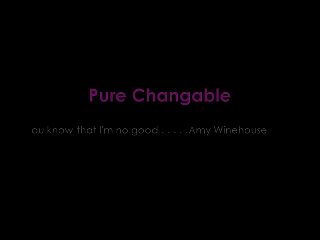 Pure Changable
ou know that I'm no good . . . . .Amy Winehouse